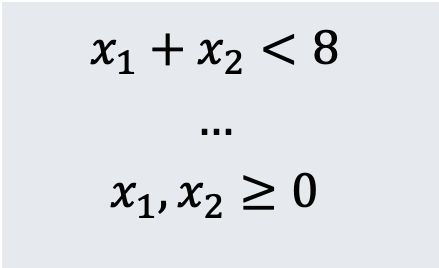 x₁ + x₂ < 8
...
x₁, x₂ ≥ 0